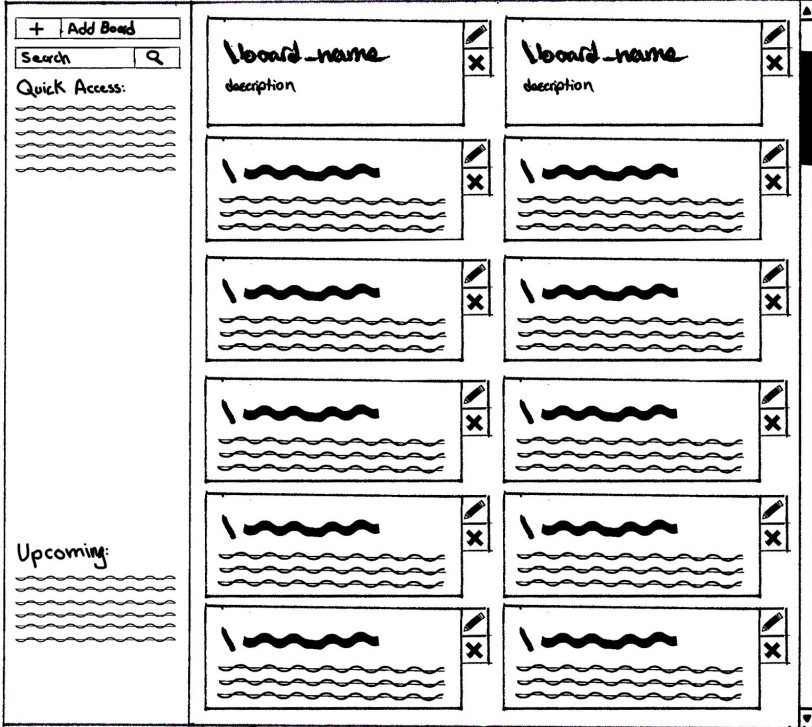 + Add Board
Search
Quick Access:
Upcoming:
\board_name
description
\board_name
description